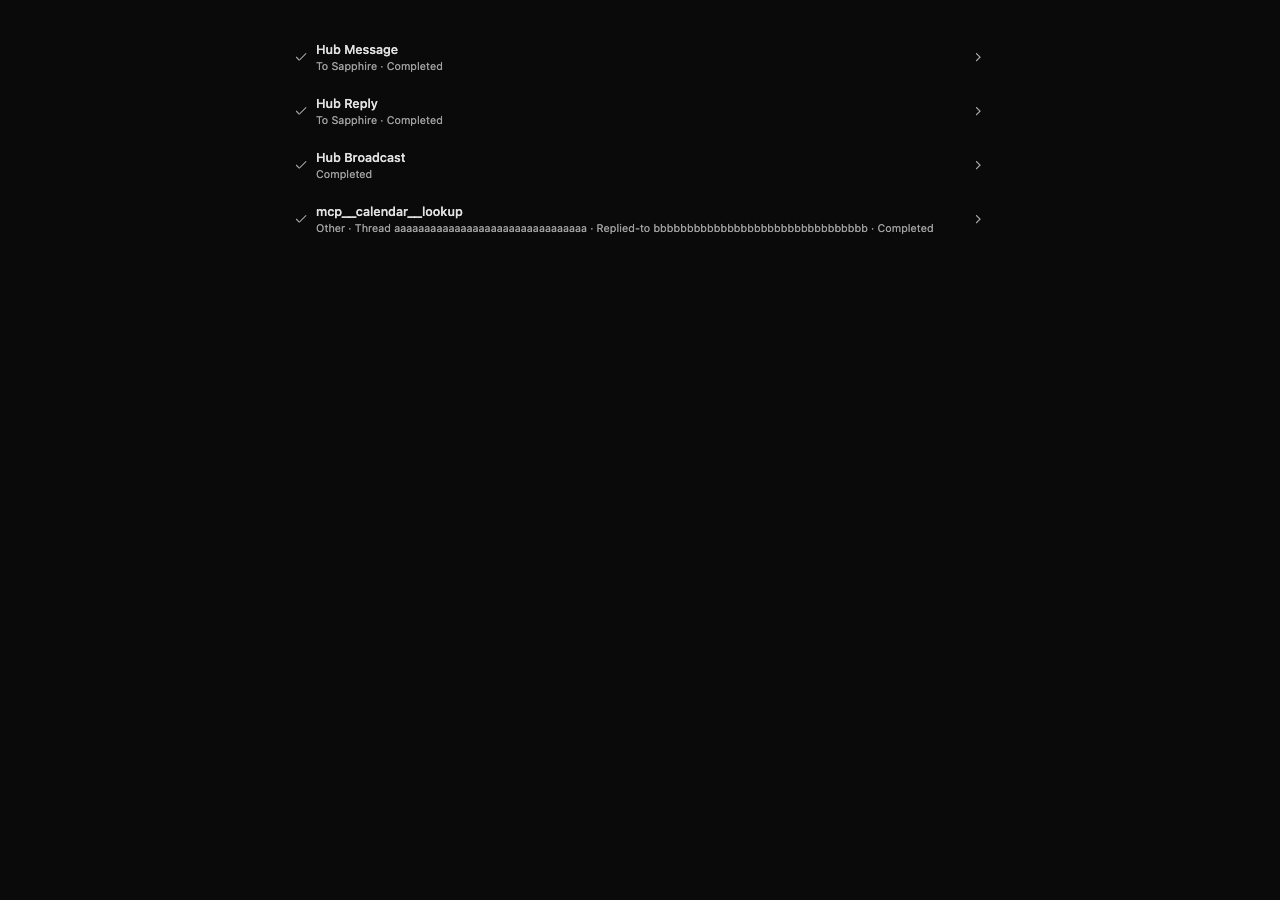 Hub Message
To Sapphire · Completed
Hub Reply
To Sapphire · Completed
Hub Broadcast
Completed
mcp__calendar__lookup
Other · Thread aaaaaaaaaaaaaaaaaaaaaaaaaaaaaaaa · Replied-to bbbbbbbbbbbbbbbbbbbbbbbbbbbbbbbb · Completed